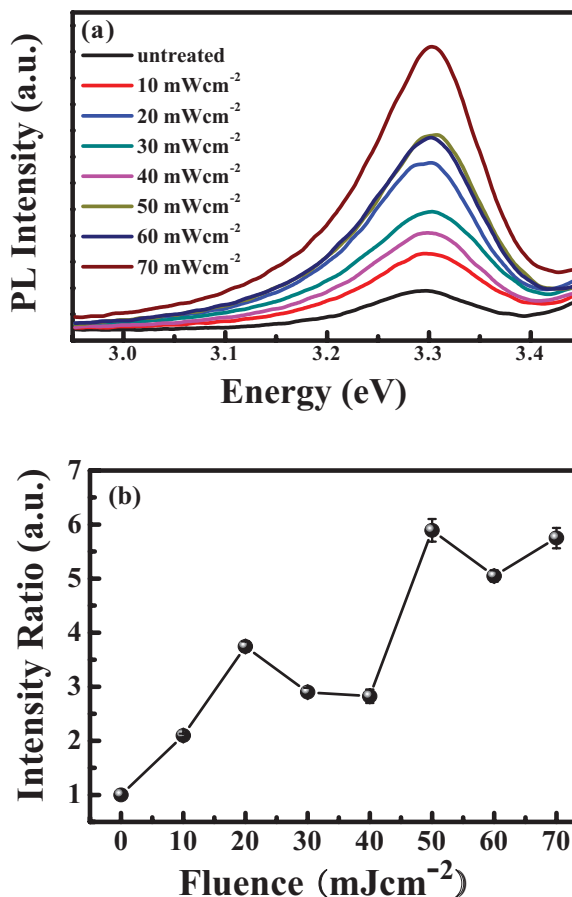 (a)
untreated
10 mWcm⁻²
20 mWcm⁻²
30 mWcm⁻²
40 mWcm⁻²
50 mWcm⁻²
60 mWcm⁻²
70 mWcm⁻²
PL Intensity (a.u.)
3.0 3.1 3.2 3.3 3.4
Energy (eV)
(b)
7
6
5
4
3
2
1
Intensity Ratio (a.u.)
0 10 20 30 40 50 60 70
Fluence (mJcm⁻²)